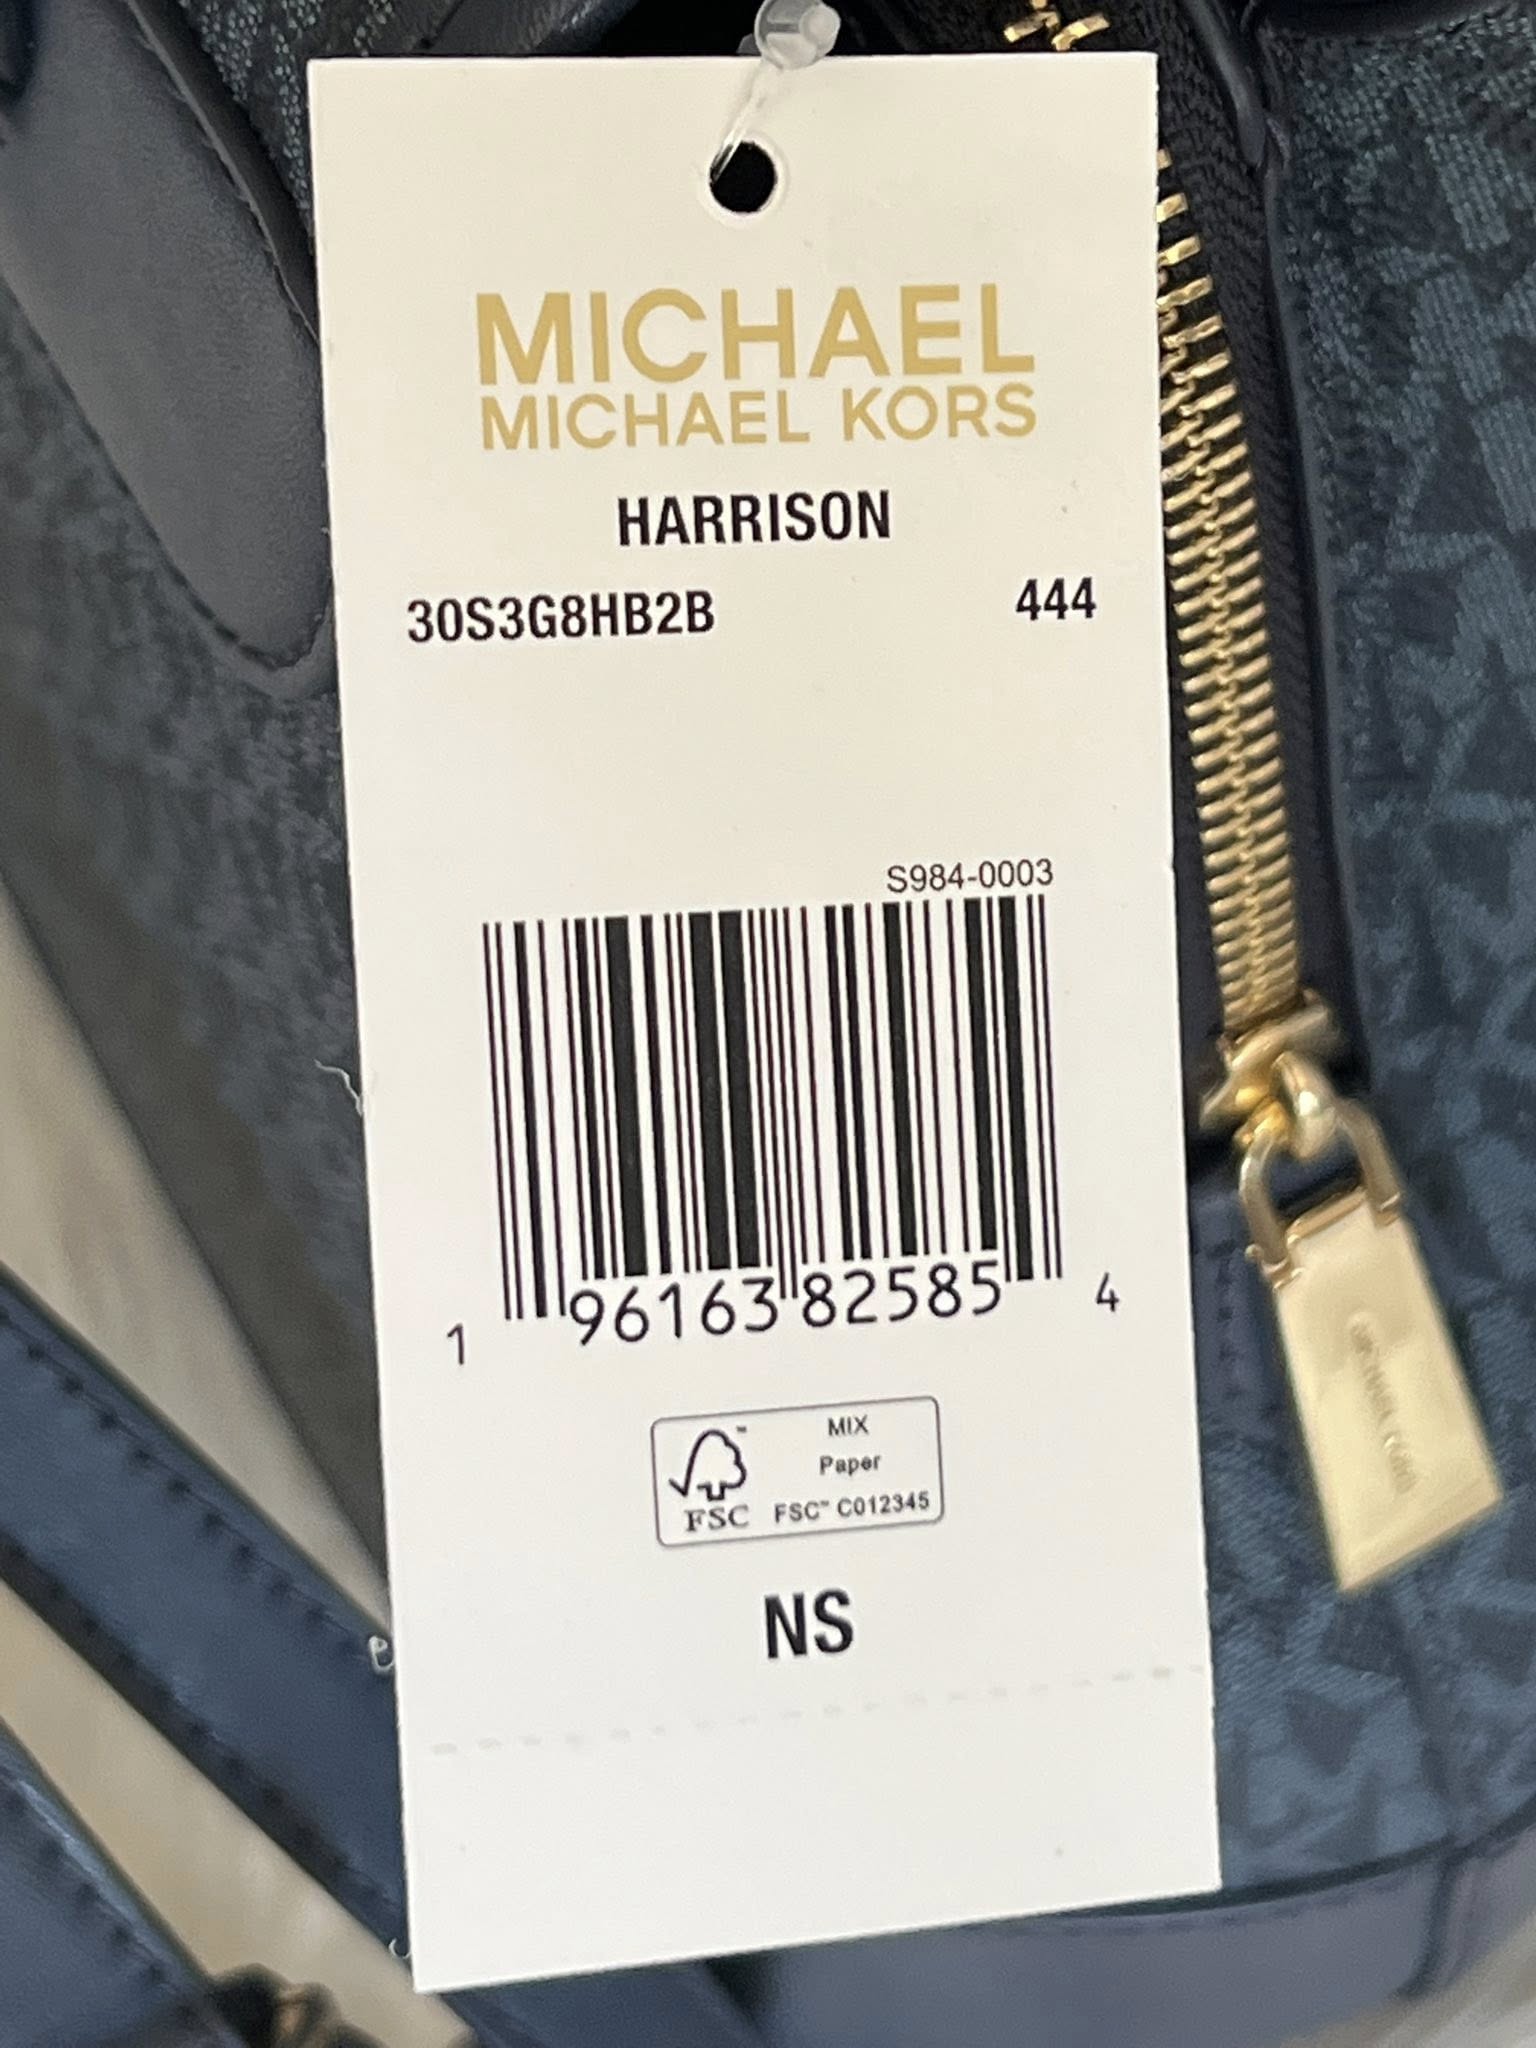 MICHAEL
MICHAEL KORS
HARRISON
30S3G8HB2B 444
S984-0003
1 96163 82585 4
MIX
Paper
FSC™ C012345
FSC
NS